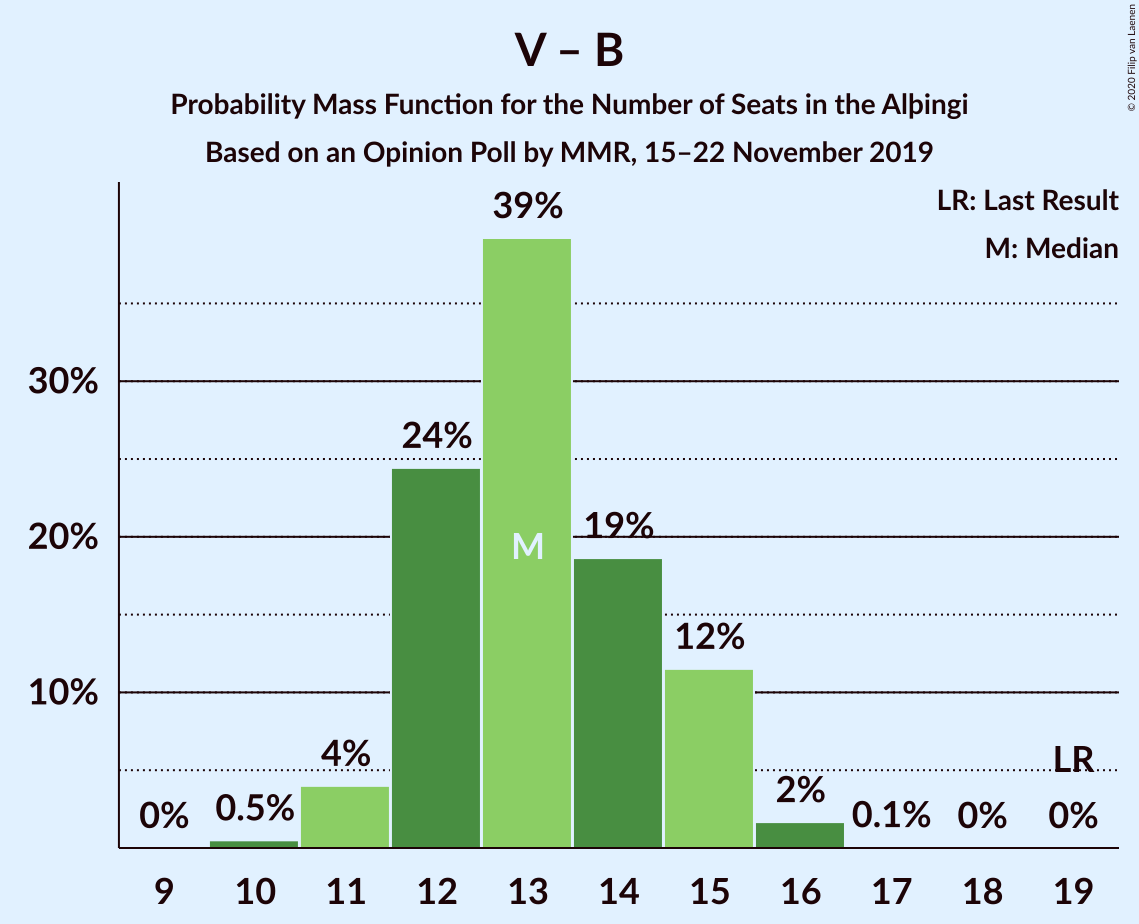 V – B
Probability Mass Function for the Number of Seats in the Alþingi
Based on an Opinion Poll by MMR, 15–22 November 2019
© 2020 Filip van Laenen
LR: Last Result
M: Median
39%
30%
24%
20%
19%
M
12%
10%
4%
LR
2%
0%
0.5%
0.1%
0%
0%
9 10 11 12 13 14 15 16 17 18 19